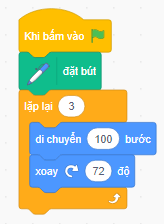 Khi bấm vào
đặt bút
lặp lại 3
di chuyển 100 bước
xoay 72 độ